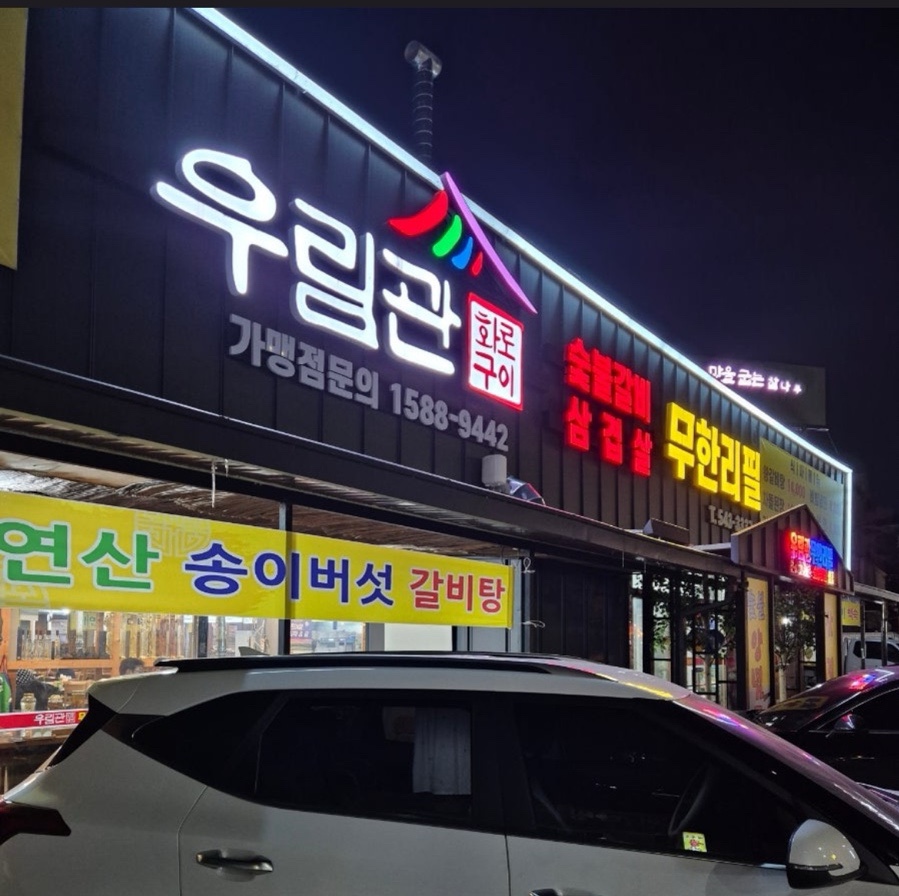 우림관
화로
구이
가맹점문의 1588-9442
숯불갈비
삼겹살
무한리필
연산 송이버섯 갈비탕
우림관